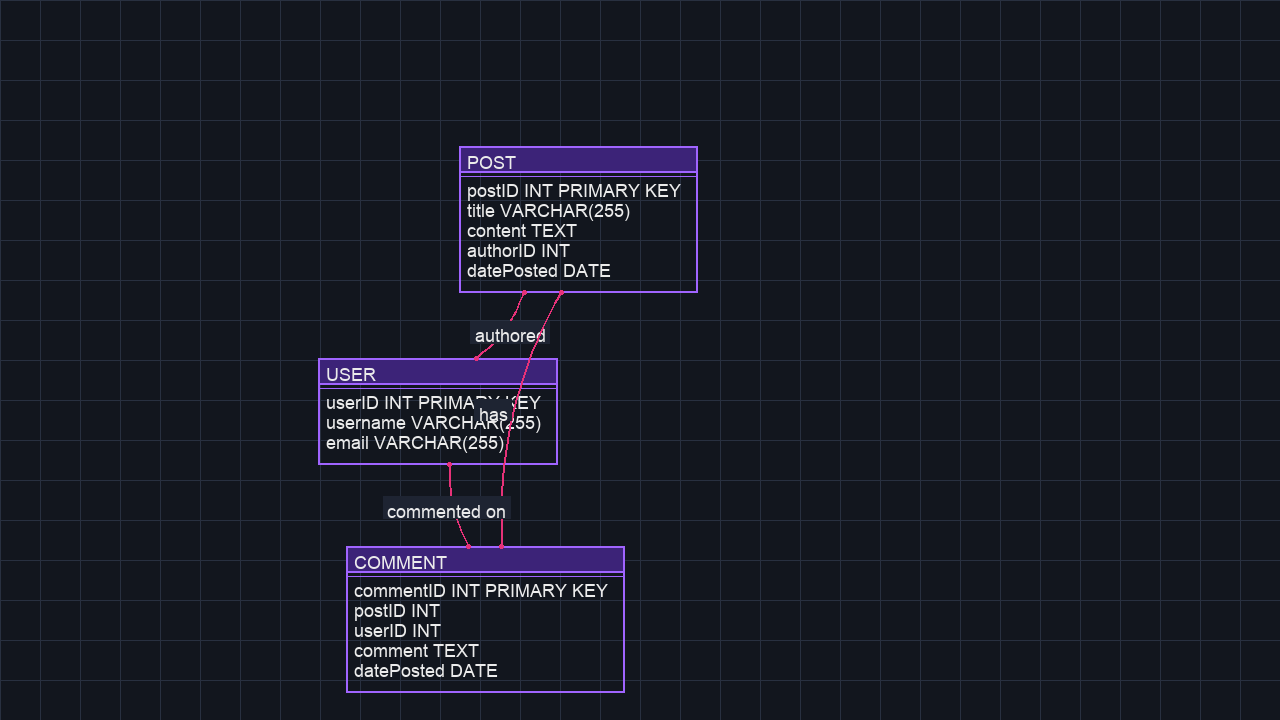 POST
postID INT PRIMARY KEY
title VARCHAR(255)
content TEXT
authorID INT
datePosted DATE
authored
USER
userID INT PRIMARY KEY
has
username VARCHAR(255)
email VARCHAR(255)
commented on
COMMENT
commentID INT PRIMARY KEY
postID INT
userID INT
comment TEXT
datePosted DATE